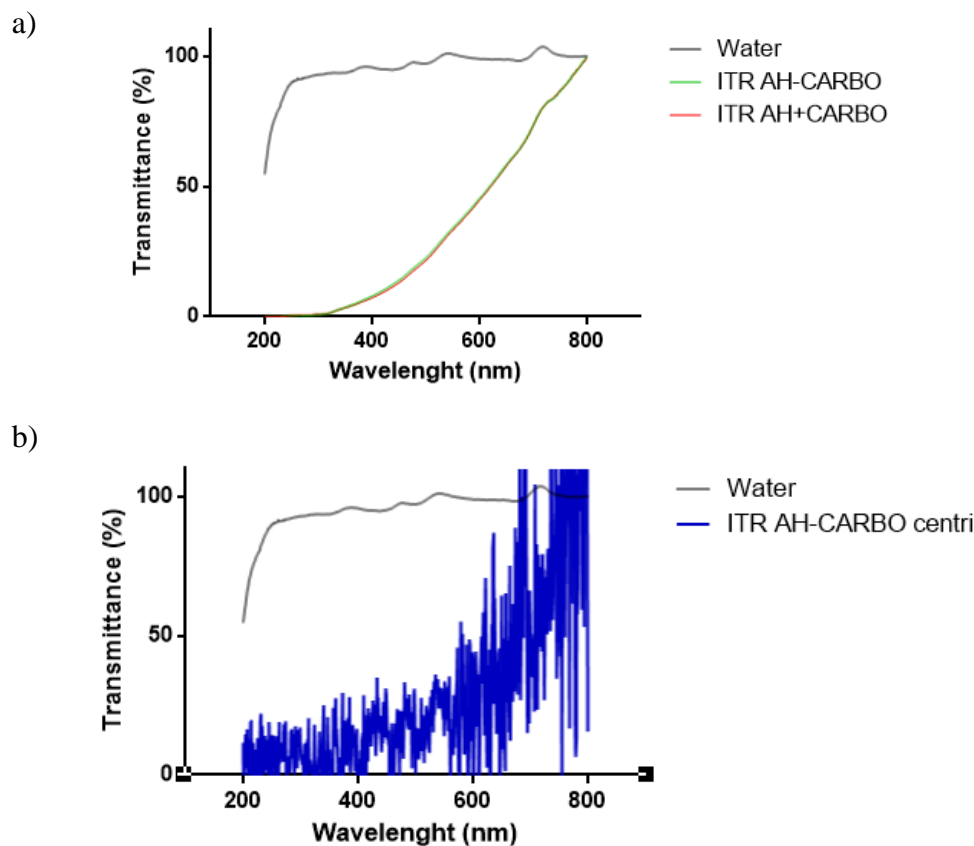 a)
Transmittance (%)
100
50
0
200 400 600 800
Wavelenght (nm)
Water
ITR AH-CARBO
ITR AH+CARBO
b)
Transmittance (%)
100
50
0
200 400 600 800
Wavelenght (nm)
Water
ITR AH-CARBO centri